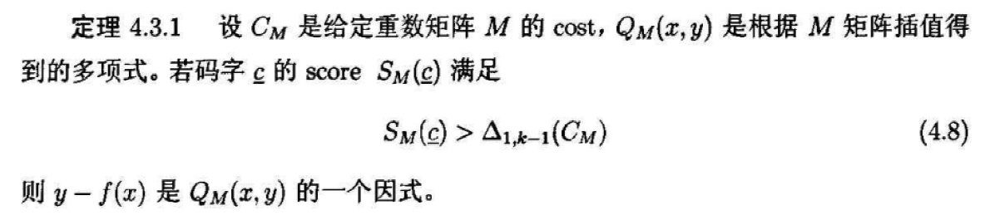 定理 4.3.1 设 $C_M$ 是给定重数矩阵 $M$ 的 cost，$Q_M(x,y)$ 是根据 $M$ 矩阵插值得
到的多项式。若码字 $\underline{c}$ 的 score $S_M(\underline{c})$ 满足
$S_M(\underline{c}) > \Delta_{1,k-1}(C_M)$ (4.8)
则 $y - f(x)$ 是 $Q_M(x,y)$ 的一个因式。